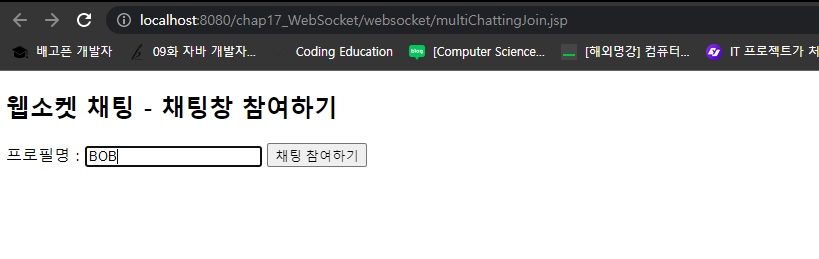 localhost:8080/chap17_WebSocket/websocket/multiChattingJoin.jsp
배고픈 개발자 09화 자바 개발자... Coding Education blog [Computer Science... [해외명강] 컴퓨터... IT 프로젝트가 처
웹소켓 채팅 - 채팅창 참여하기
프로필명 : BOB 채팅 참여하기